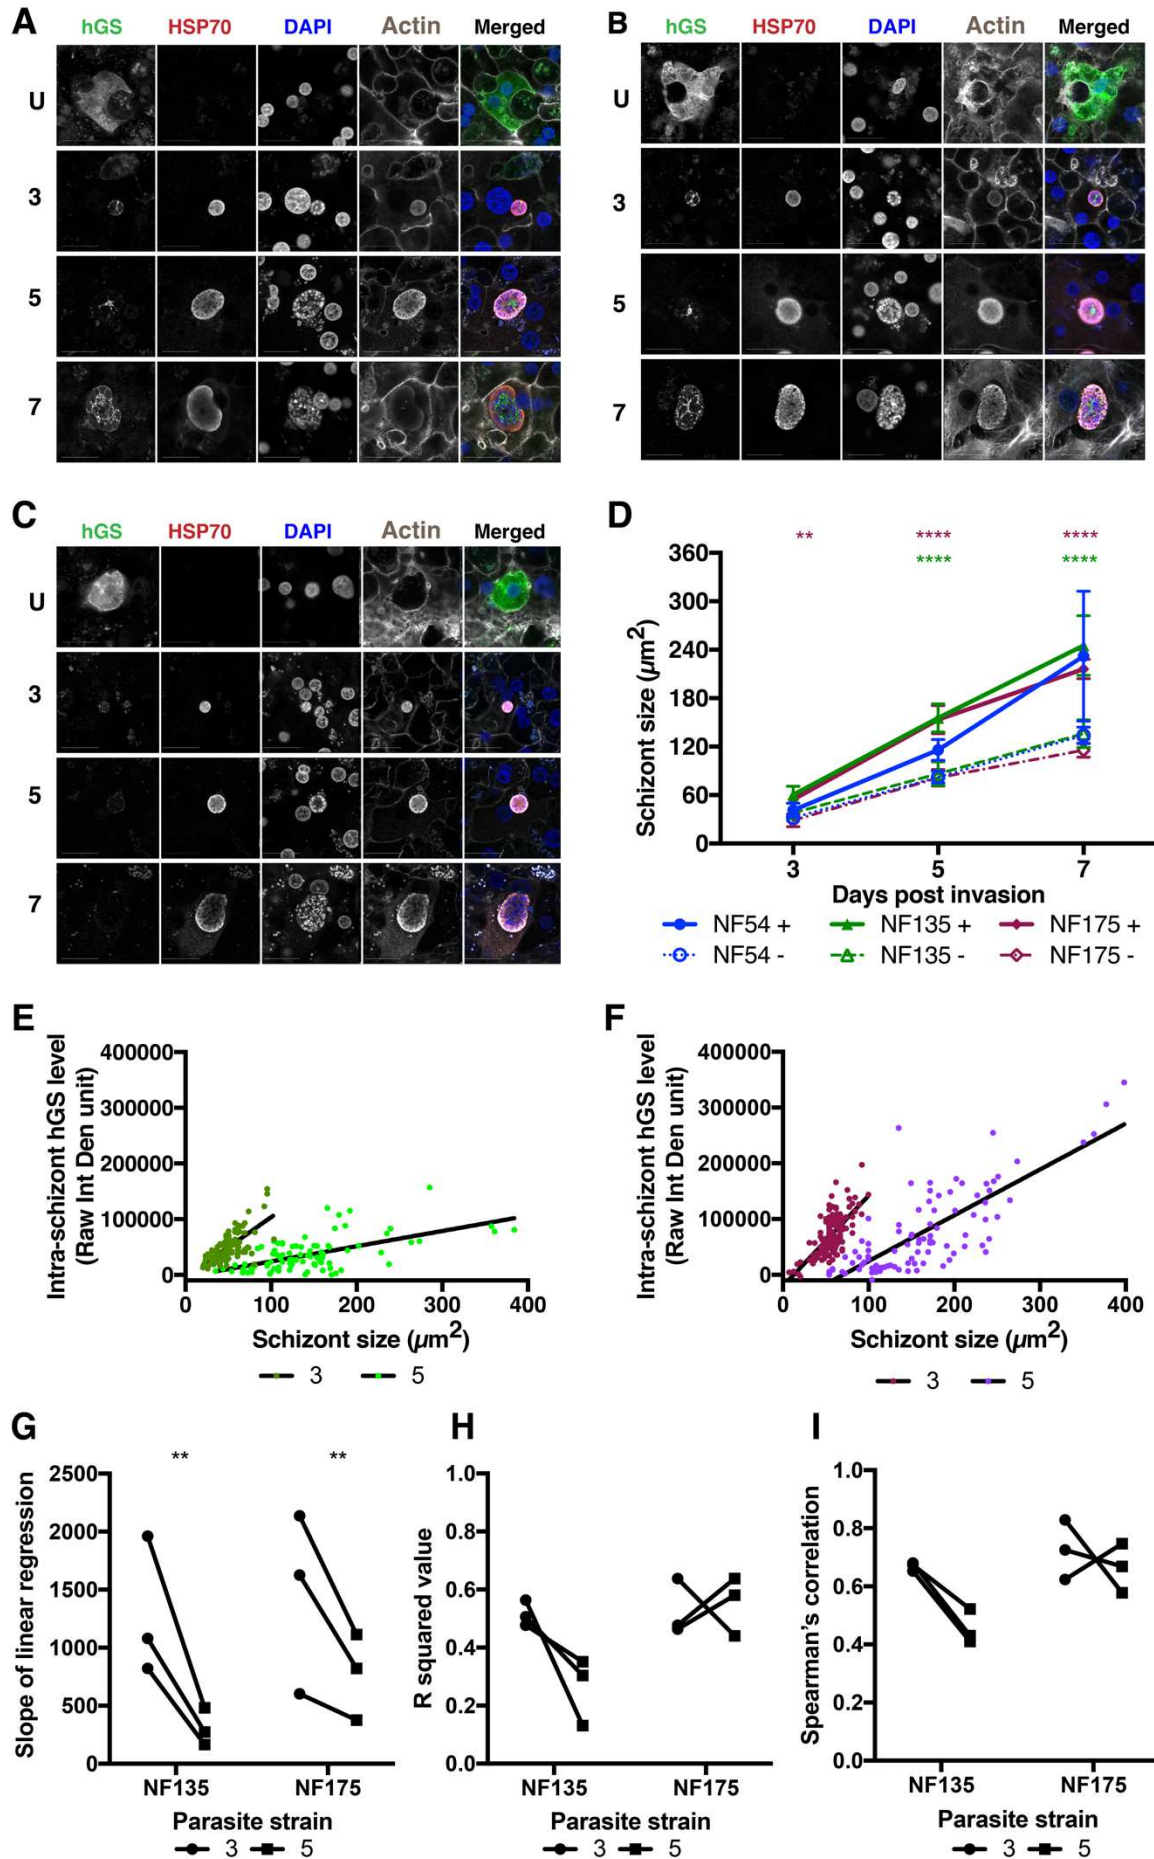 A
hGS HSP70 DAPI Actin Merged
U
3
5
7
B
hGS HSP70 DAPI Actin Merged
U
3
5
7
C
hGS HSP70 DAPI Actin Merged
U
3
5
7
D
** **** ****
**** ****
360
300
240
180
120
60
0
Schizont size (µm²)
3 5 7
Days post invasion
NF54 + NF135 + NF175 +
NF54 - NF135 - NF175 -
E
Intra-schizont hGS level
(Raw Int Den unit)
400000
300000
200000
100000
0
0 100 200 300 400
Schizont size (µm²)
3 5
F
Intra-schizont hGS level
(Raw Int Den unit)
400000
300000
200000
100000
0
0 100 200 300 400
Schizont size (µm²)
3 5
G
** **
Slope of linear regression
2500
2000
1500
1000
500
0
NF135 NF175
Parasite strain
3 5
H
R squared value
1.0
0.8
0.6
0.4
0.2
0.0
NF135 NF175
Parasite strain
3 5
I
Spearman's correlation
1.0
0.8
0.6
0.4
0.2
0.0
NF135 NF175
Parasite strain
3 5